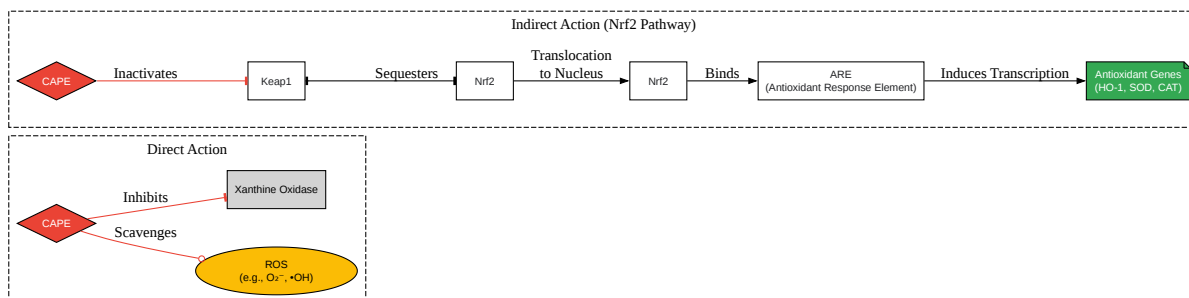 Indirect Action (Nrf2 Pathway)
CAPE
Inactivates
Keap1
Sequesters
Nrf2
Translocation
to Nucleus
Nrf2
Binds
ARE
(Antioxidant Response Element)
Induces Transcription
Antioxidant Genes
(HO-1, SOD, CAT)
Direct Action
CAPE
Inhibits
Xanthine Oxidase
Scavenges
ROS
(e.g., O₂⁻, •OH)